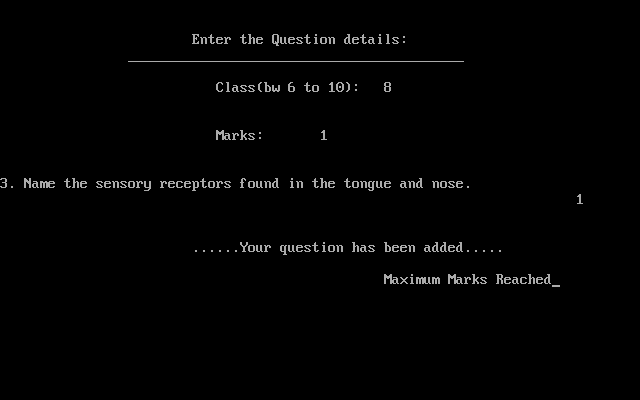 Enter the Question details:
Class(bw 6 to 10): 8
Marks: 1
3. Name the sensory receptors found in the tongue and nose.
1
......Your question has been added.....
Maximum Marks Reached_